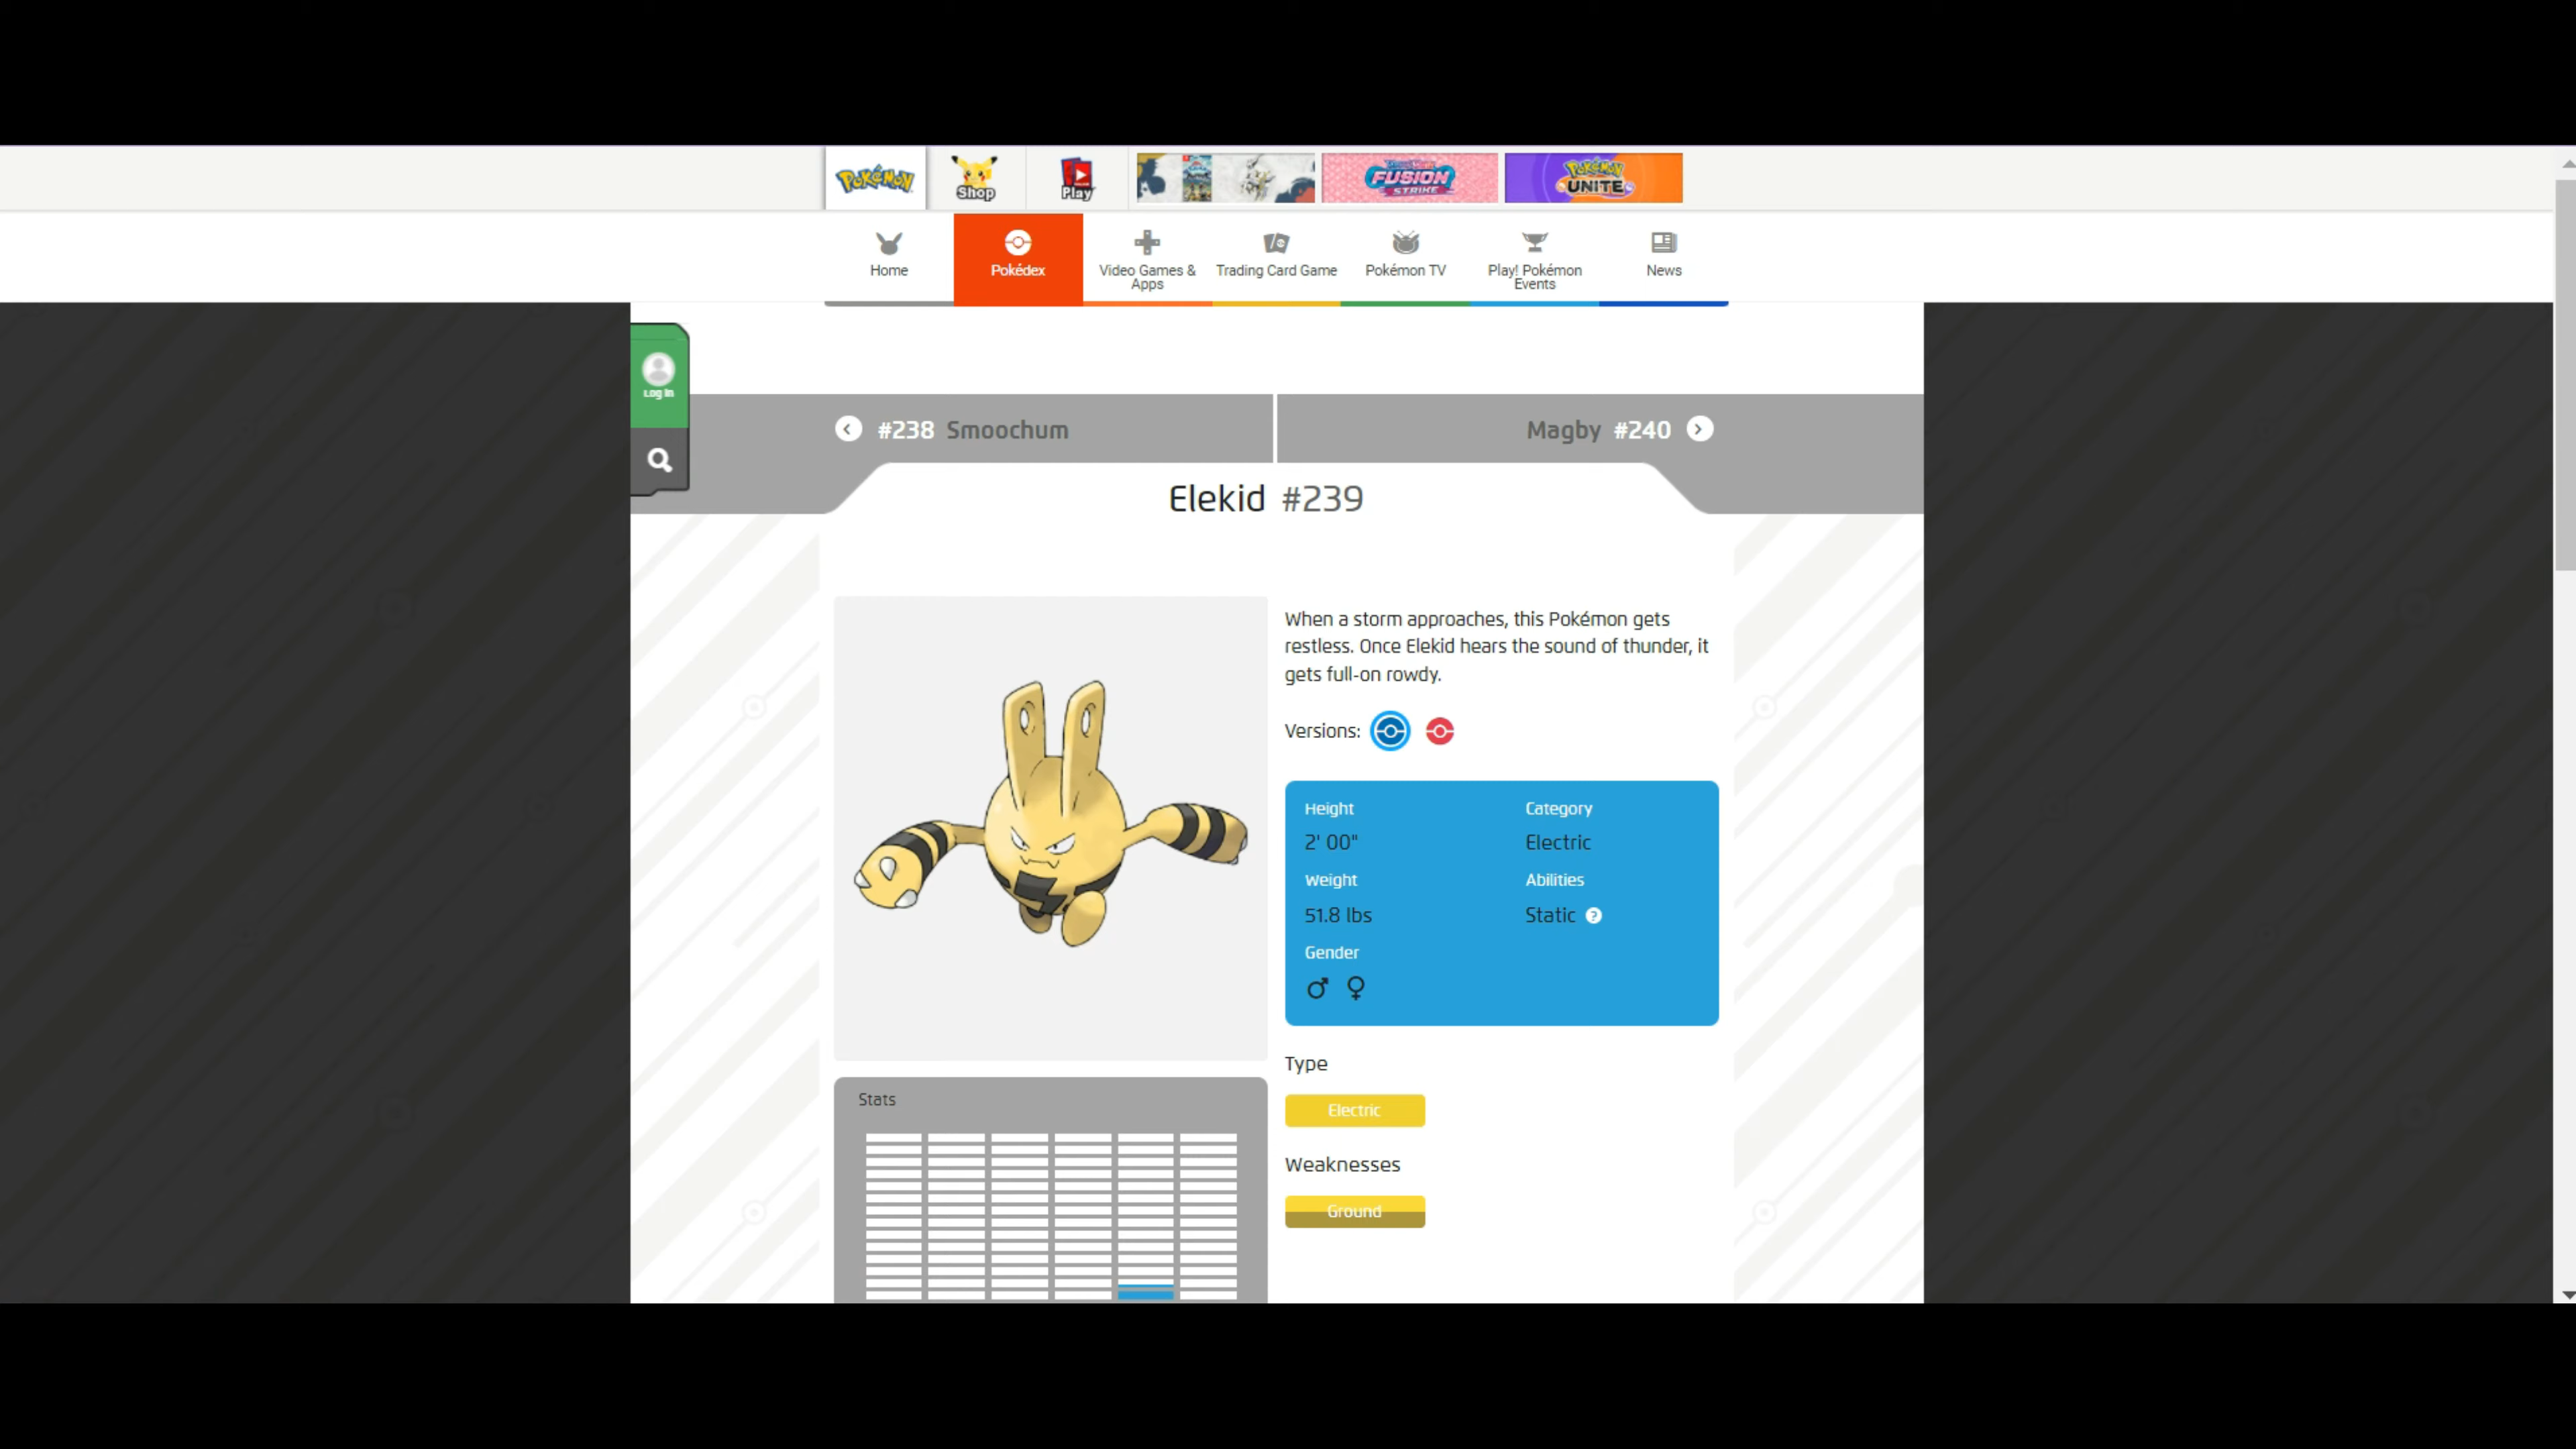 Pokémon
Shop
Play
FUSION
STRIKE
POKÉMON
UNITE
Home
Pokédex
Video Games &
Apps
Trading Card Game
Pokémon TV
Play! Pokémon
Events
News
Log In
#238 Smoochum
Magby #240
Elekid #239
When a storm approaches, this Pokémon gets
restless. Once Elekid hears the sound of thunder, it
gets full-on rowdy.
Versions:
Height
2' 00"
Weight
51.8 lbs
Gender
Category
Electric
Abilities
Static ?
Type
Electric
Weaknesses
Ground
Stats